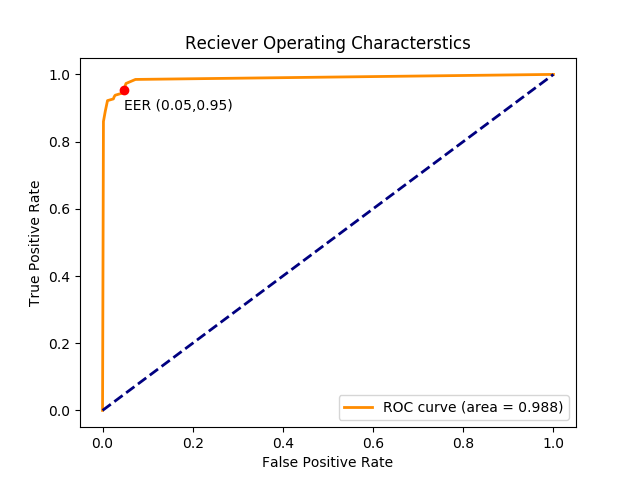 Reciever Operating Characterstics
1.0
0.8
0.6
0.4
0.2
0.0
True Positive Rate
EER (0.05,0.95)
ROC curve (area = 0.988)
0.0 0.2 0.4 0.6 0.8 1.0
False Positive Rate